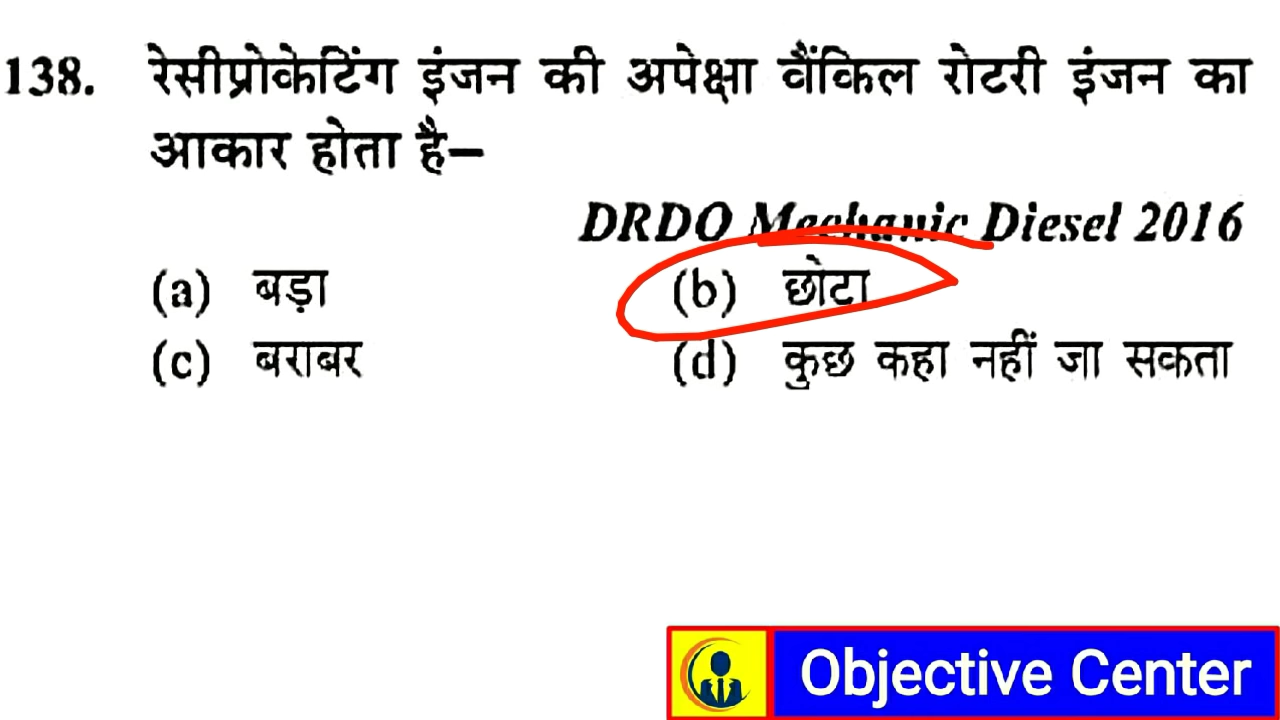 138. रेसीप्रोकेटिंग इंजन की अपेक्षा वैंकिल रोटरी इंजन का
आकार होता है–
DRDO Mechanic Diesel 2016
(a) बड़ा (b) छोटा
(c) बराबर (d) कुछ कहा नहीं जा सकता
Objective Center